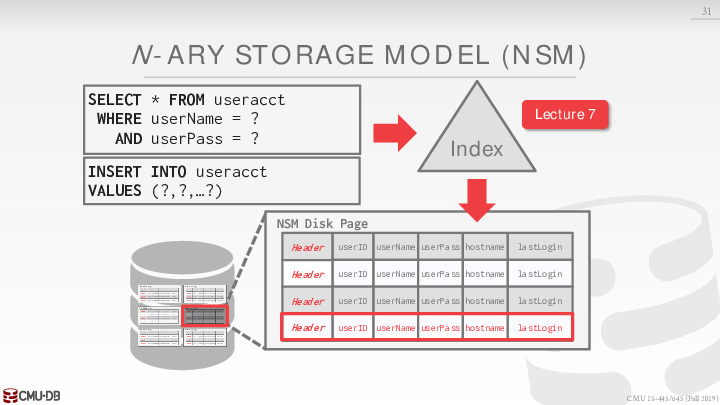 31
N-ARY STORAGE MODEL (NSM)
SELECT * FROM useracct
WHERE userName = ?
AND userPass = ?
INSERT INTO useracct
VALUES (?,?,…?)
Index
Lecture 7
NSM Disk Page
Header userID userName userPass hostname lastLogin
Header userID userName userPass hostname lastLogin
Header userID userName userPass hostname lastLogin
Header userID userName userPass hostname lastLogin
CMU·DB
CMU 15-445/645 (Fall 2019)